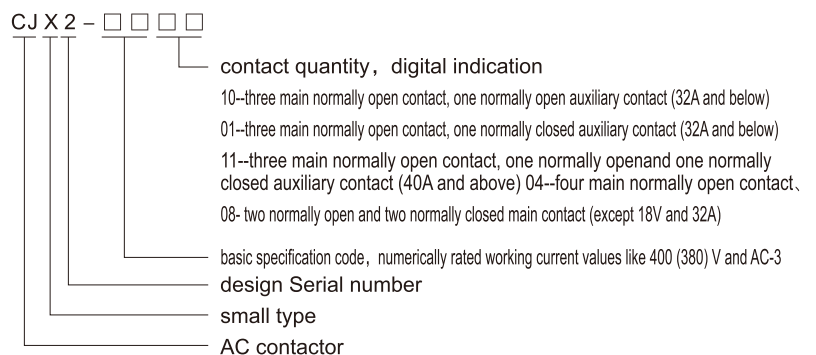 CJ X 2 – □ □ □ □
contact quantity, digital indication
10--three main normally open contact, one normally open auxiliary contact (32A and below)
01--three main normally open contact, one normally closed auxiliary contact (32A and below)
11--three main normally open contact, one normally openand one normally
closed auxiliary contact (40A and above) 04--four main normally open contact、
08- two normally open and two normally closed main contact (except 18V and 32A)
basic specification code, numerically rated working current values like 400 (380) V and AC-3
design Serial number
small type
AC contactor